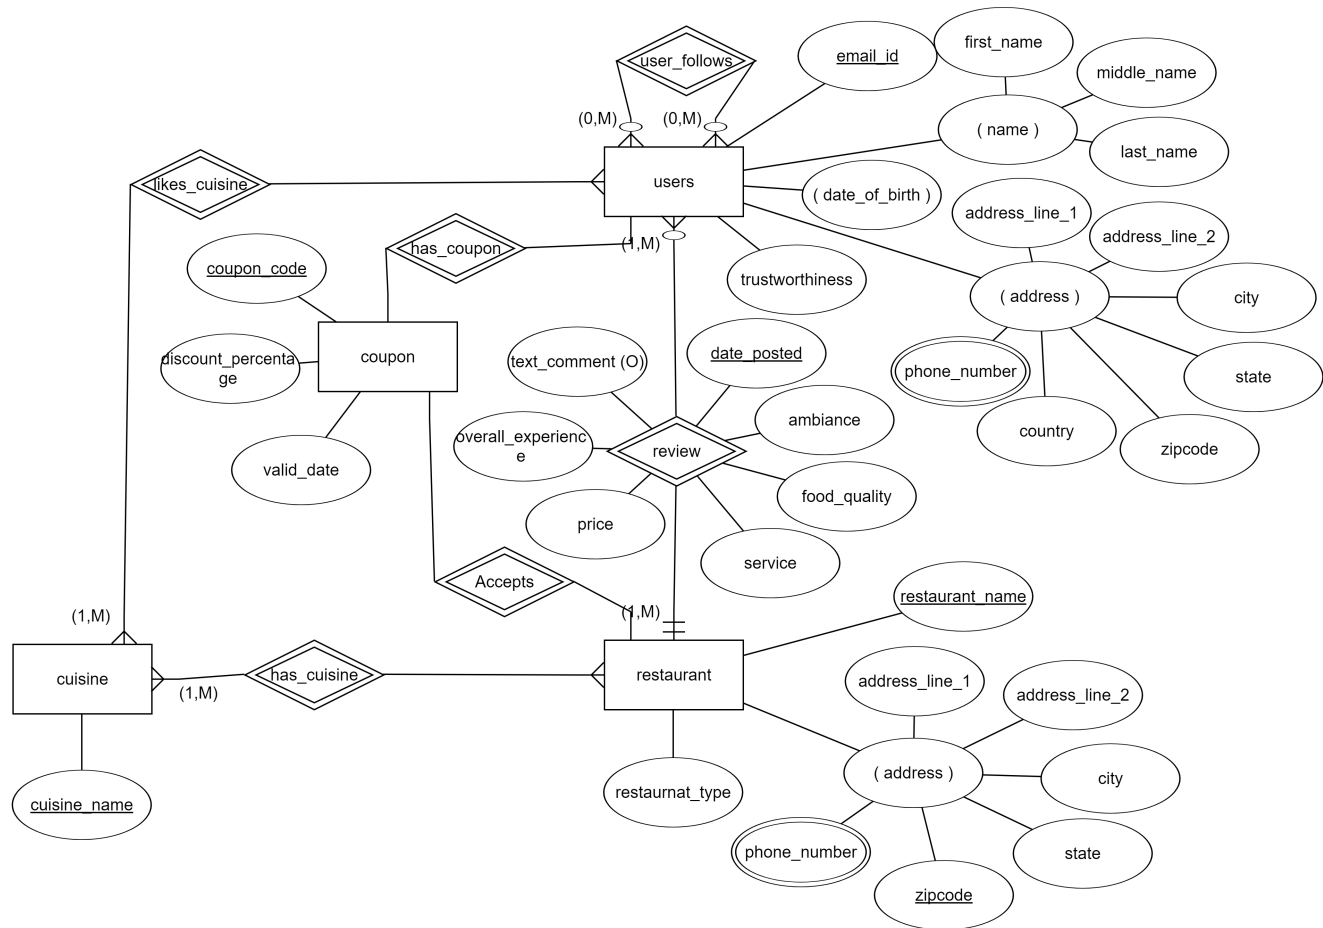 user_follows
email_id
first_name
middle_name
( name )
last_name
(0,M)
(0,M)
users
likes_cuisine
( date_of_birth )
address_line_1
address_line_2
has_coupon
(1,M)
coupon_code
trustworthiness
( address )
city
coupon
discount_percenta
ge
text_comment (O)
date_posted
phone_number
state
ambiance
country
zipcode
overall_experienc
e
review
valid_date
food_quality
price
service
Accepts
restaurant_name
(1,M)
(1,M)
cuisine
(1,M)
has_cuisine
restaurant
address_line_1
address_line_2
cuisine_name
restaurnat_type
( address )
city
phone_number
state
zipcode